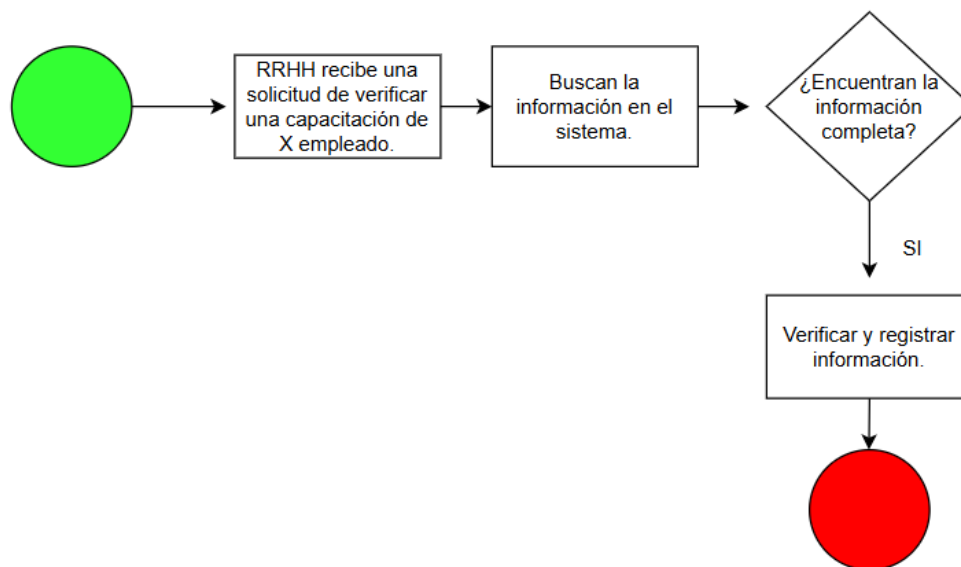 RRHH recibe una
solicitud de verificar
una capacitación de
X empleado.
Buscan la
información en el
sistema.
¿Encuentran la
información
completa?
SI
Verificar y registrar
información.